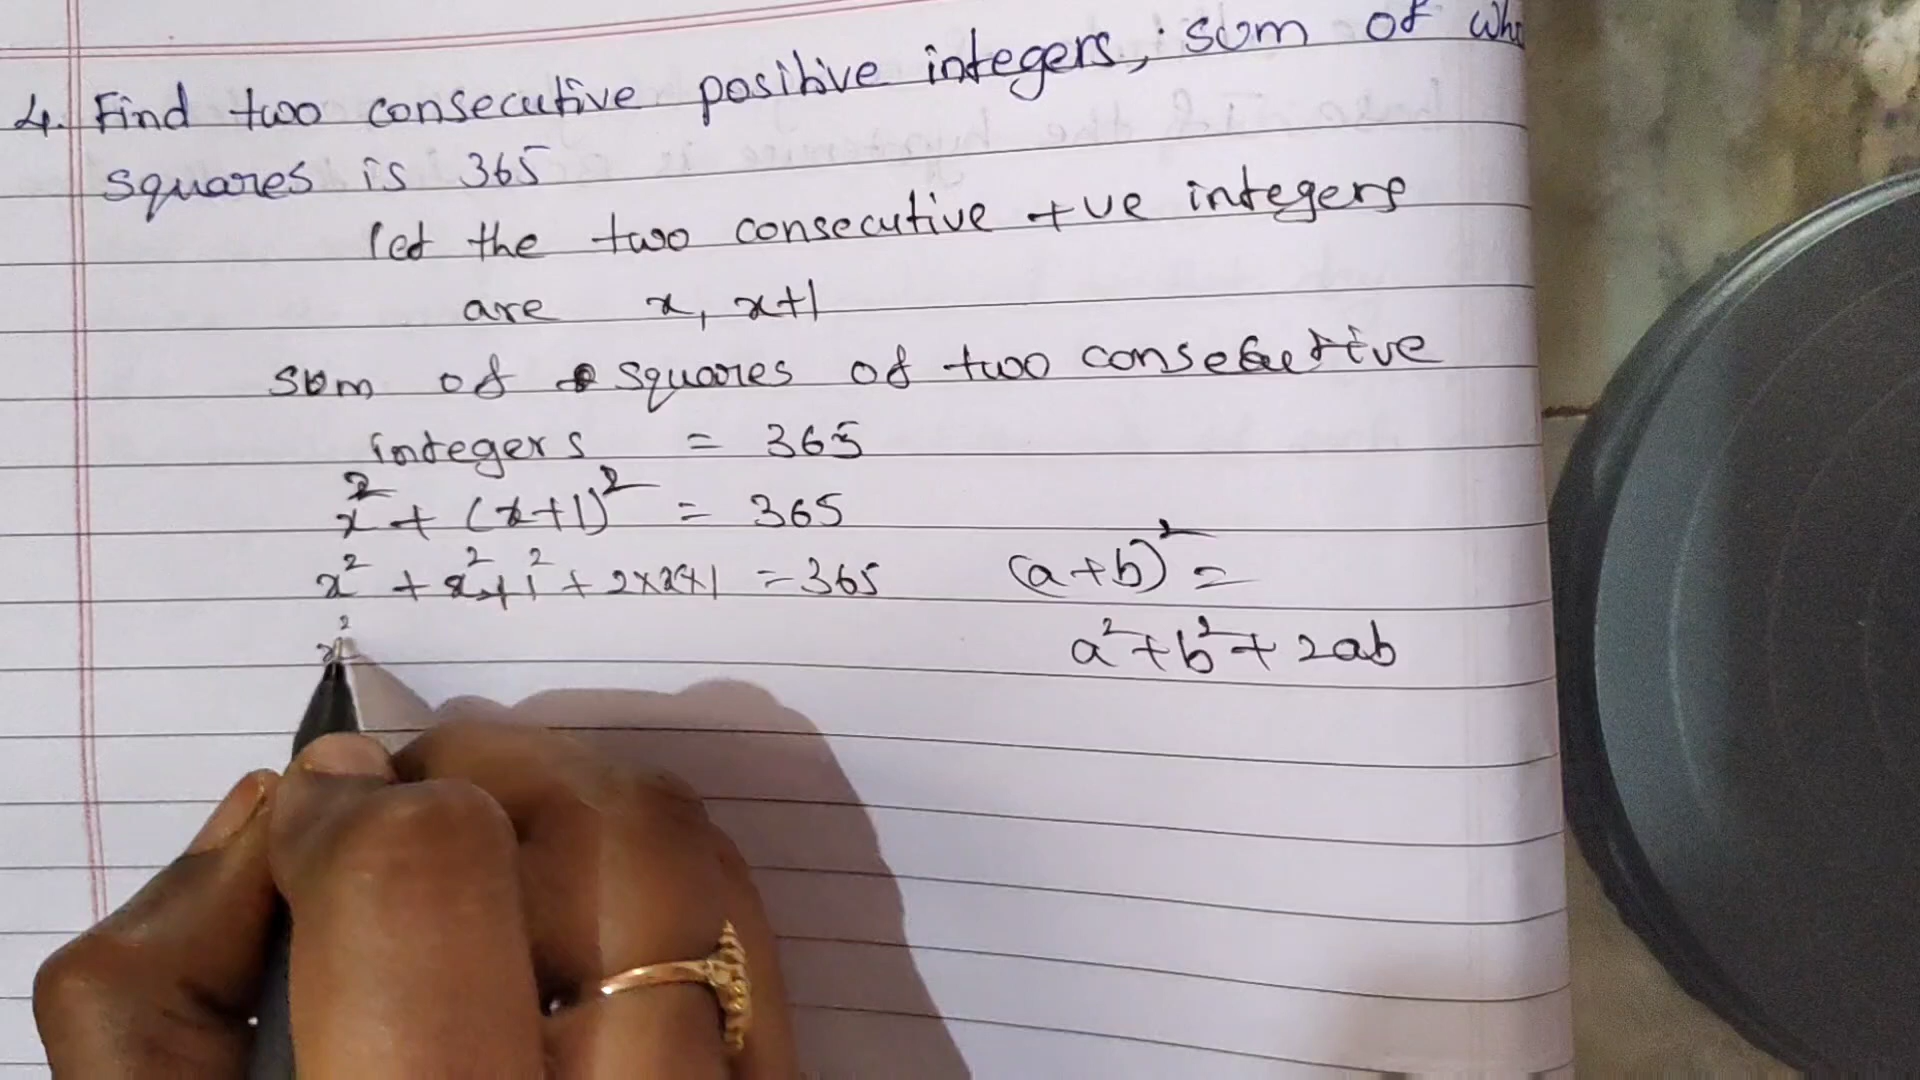 4. Find two consecutive positive integers, sum of
squares is 365
let the two consecutive +ve integers
are x, x+1
sum of squares of two consecutive
integers = 365
x² + (x+1)² = 365
x² + x²+1² + 2×x×1 = 365
(a+b)² =
a²+b²+2ab
x²